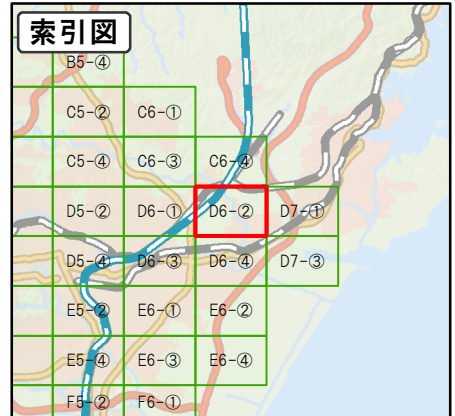 索引図
B5-④
C5-② C6-①
C5-④ C6-③ C6-④
D5-② D6-① D6-② D7-①
D5-④ D6-③ D6-④ D7-③
E5-② E6-① E6-②
E5-④ E6-③ E6-④
F5-② F6-①